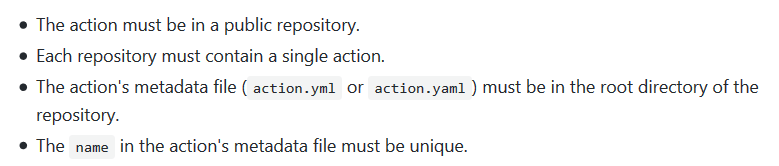 • The action must be in a public repository.
• Each repository must contain a single action.
• The action's metadata file ( action.yml or action.yaml ) must be in the root directory of the
repository.
• The name in the action's metadata file must be unique.